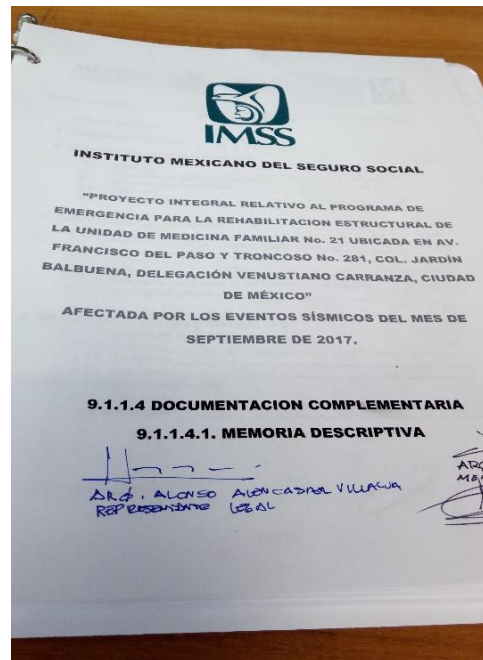 IMSS
INSTITUTO MEXICANO DEL SEGURO SOCIAL
"PROYECTO INTEGRAL RELATIVO AL PROGRAMA DE
EMERGENCIA PARA LA REHABILITACION ESTRUCTURAL DE
LA UNIDAD DE MEDICINA FAMILIAR No. 21 UBICADA EN AV.
FRANCISCO DEL PASO Y TRONCOSO No. 281, COL. JARDÍN
BALBUENA, DELEGACIÓN VENUSTIANO CARRANZA, CIUDAD
DE MÉXICO"
AFECTADA POR LOS EVENTOS SÍSMICOS DEL MES DE
SEPTIEMBRE DE 2017.
9.1.1.4 DOCUMENTACION COMPLEMENTARIA
9.1.1.4.1. MEMORIA DESCRIPTIVA
ARQ. ALONSO
REPRESENTANTE LEGAL